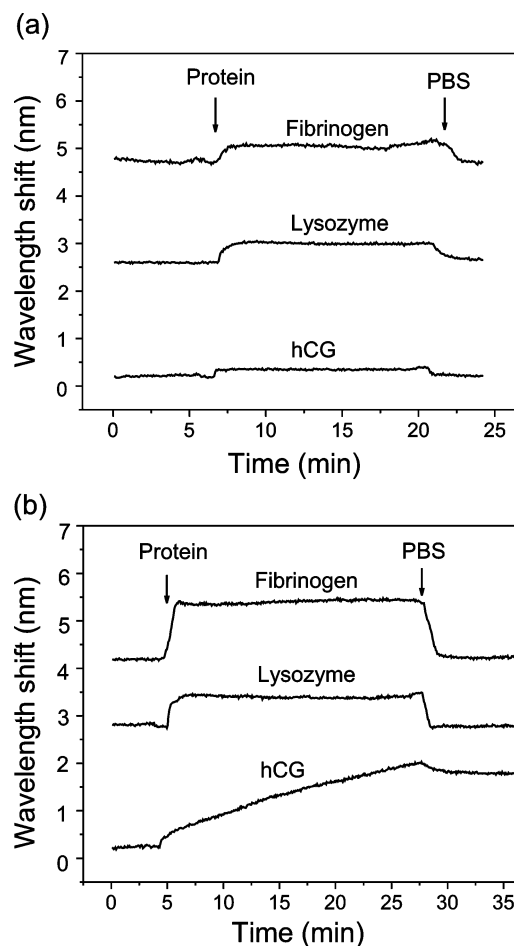 (a)
7
6
5
4
3
2
1
0
Wavelength shift (nm)
Protein
PBS
Fibrinogen
Lysozyme
hCG
0 5 10 15 20 25
Time (min)
(b)
7
6
5
4
3
2
1
0
Wavelength shift (nm)
Protein
PBS
Fibrinogen
Lysozyme
hCG
0 5 10 15 20 25 30 35
Time (min)